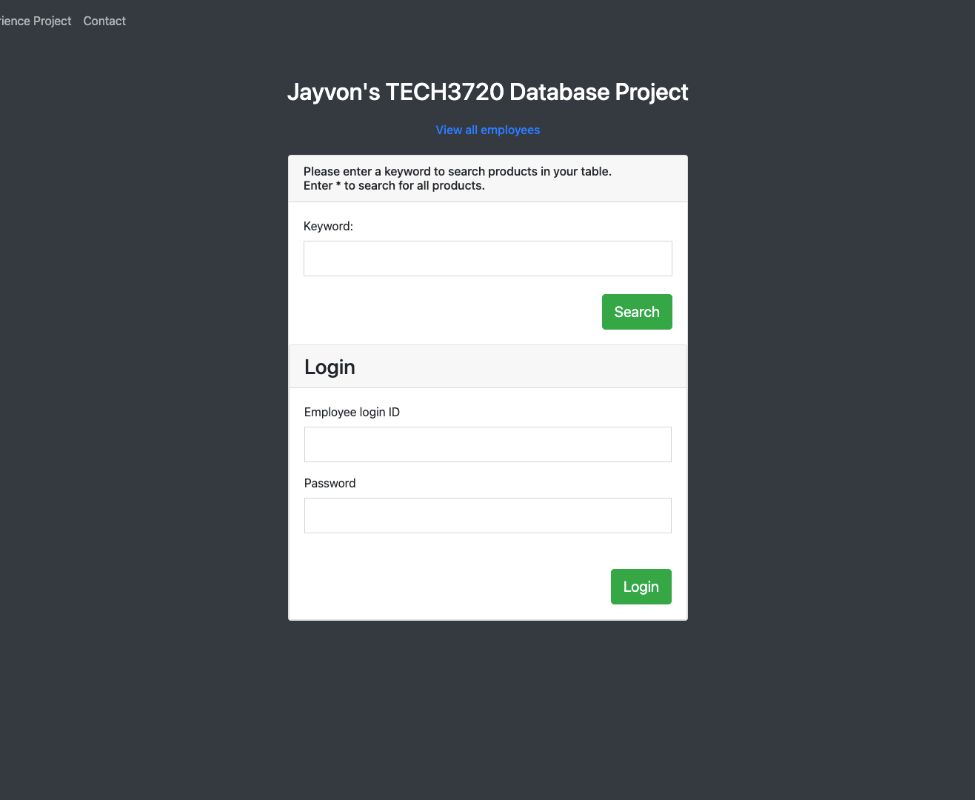 Project Contact
Jayvon's TECH3720 Database Project
View all employees
Please enter a keyword to search products in your table.
Enter * to search for all products.
Keyword:
Search
Login
Employee login ID
Password
Login